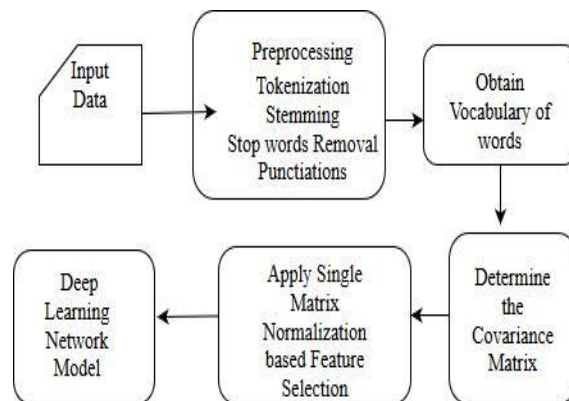 Input
Data
Preprocessing
Tokenization
Stemming
Stop words Removal
Punctiations
Obtain
Vocabulary of
words
Determine
the
Covariance
Matrix
Apply Single
Matrix
Normalization
based Feature
Selection
Deep
Learning
Network
Model